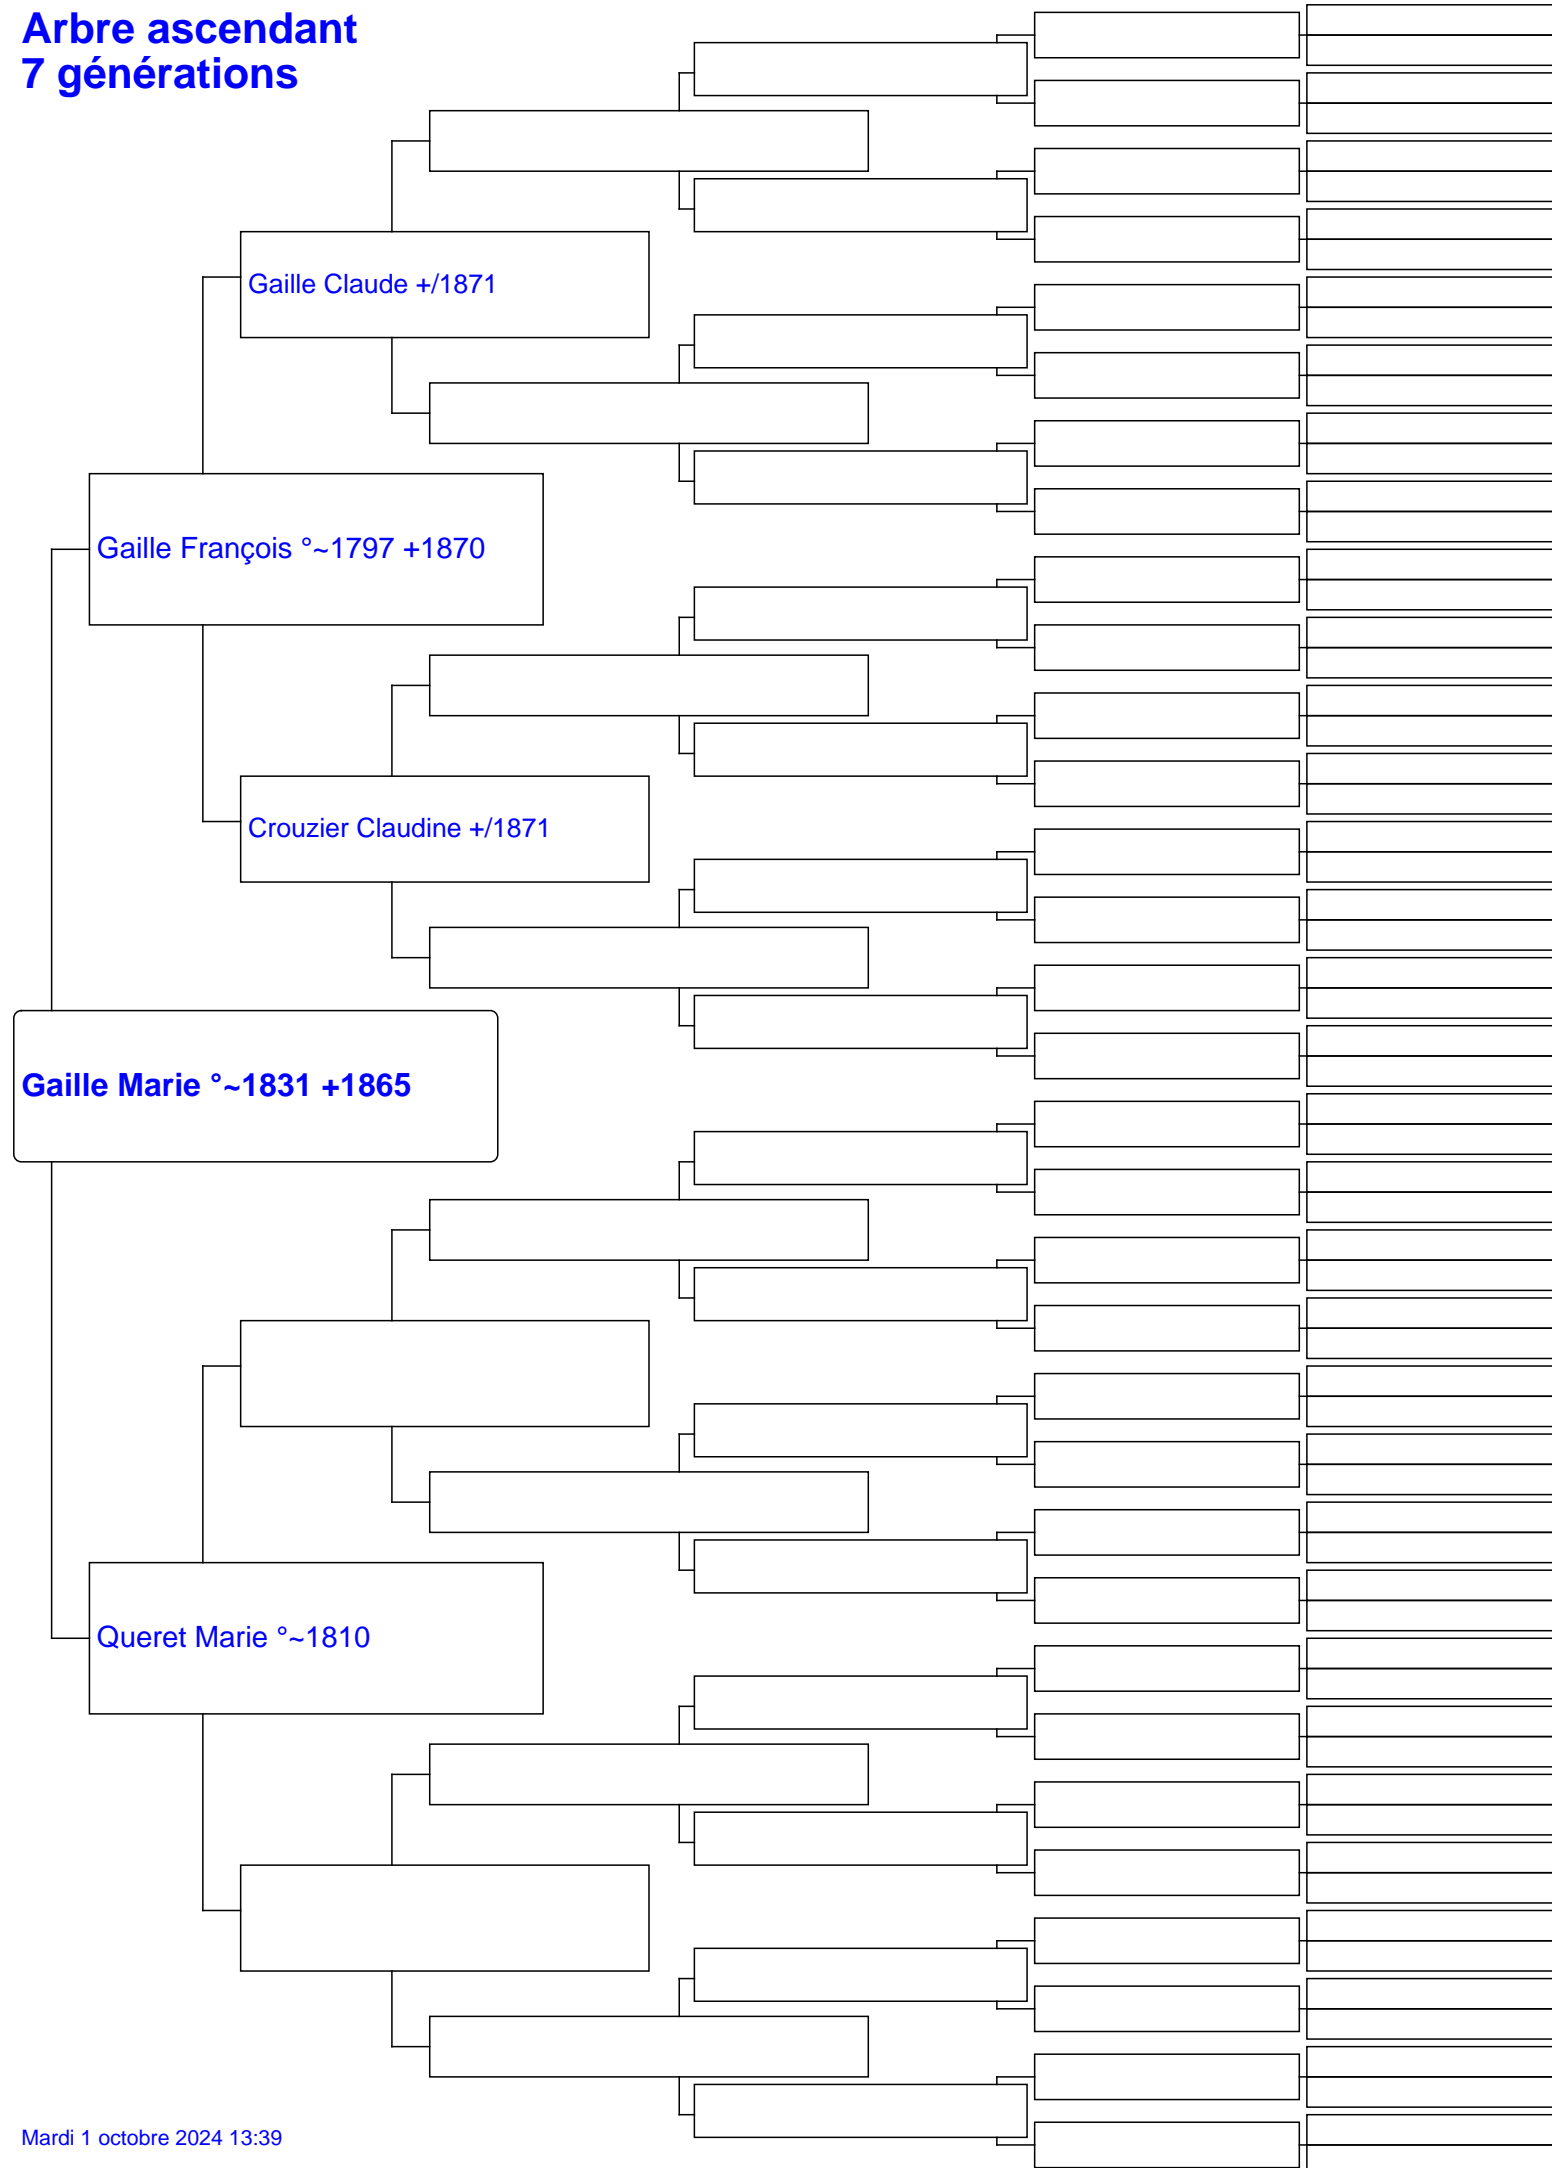 Arbre ascendant
7 générations
Gaille Claude +/1871
Gaille François °~1797 +1870
Crouzier Claudine +/1871
Gaille Marie °~1831 +1865
Queret Marie °~1810
Mardi 1 octobre 2024 13:39